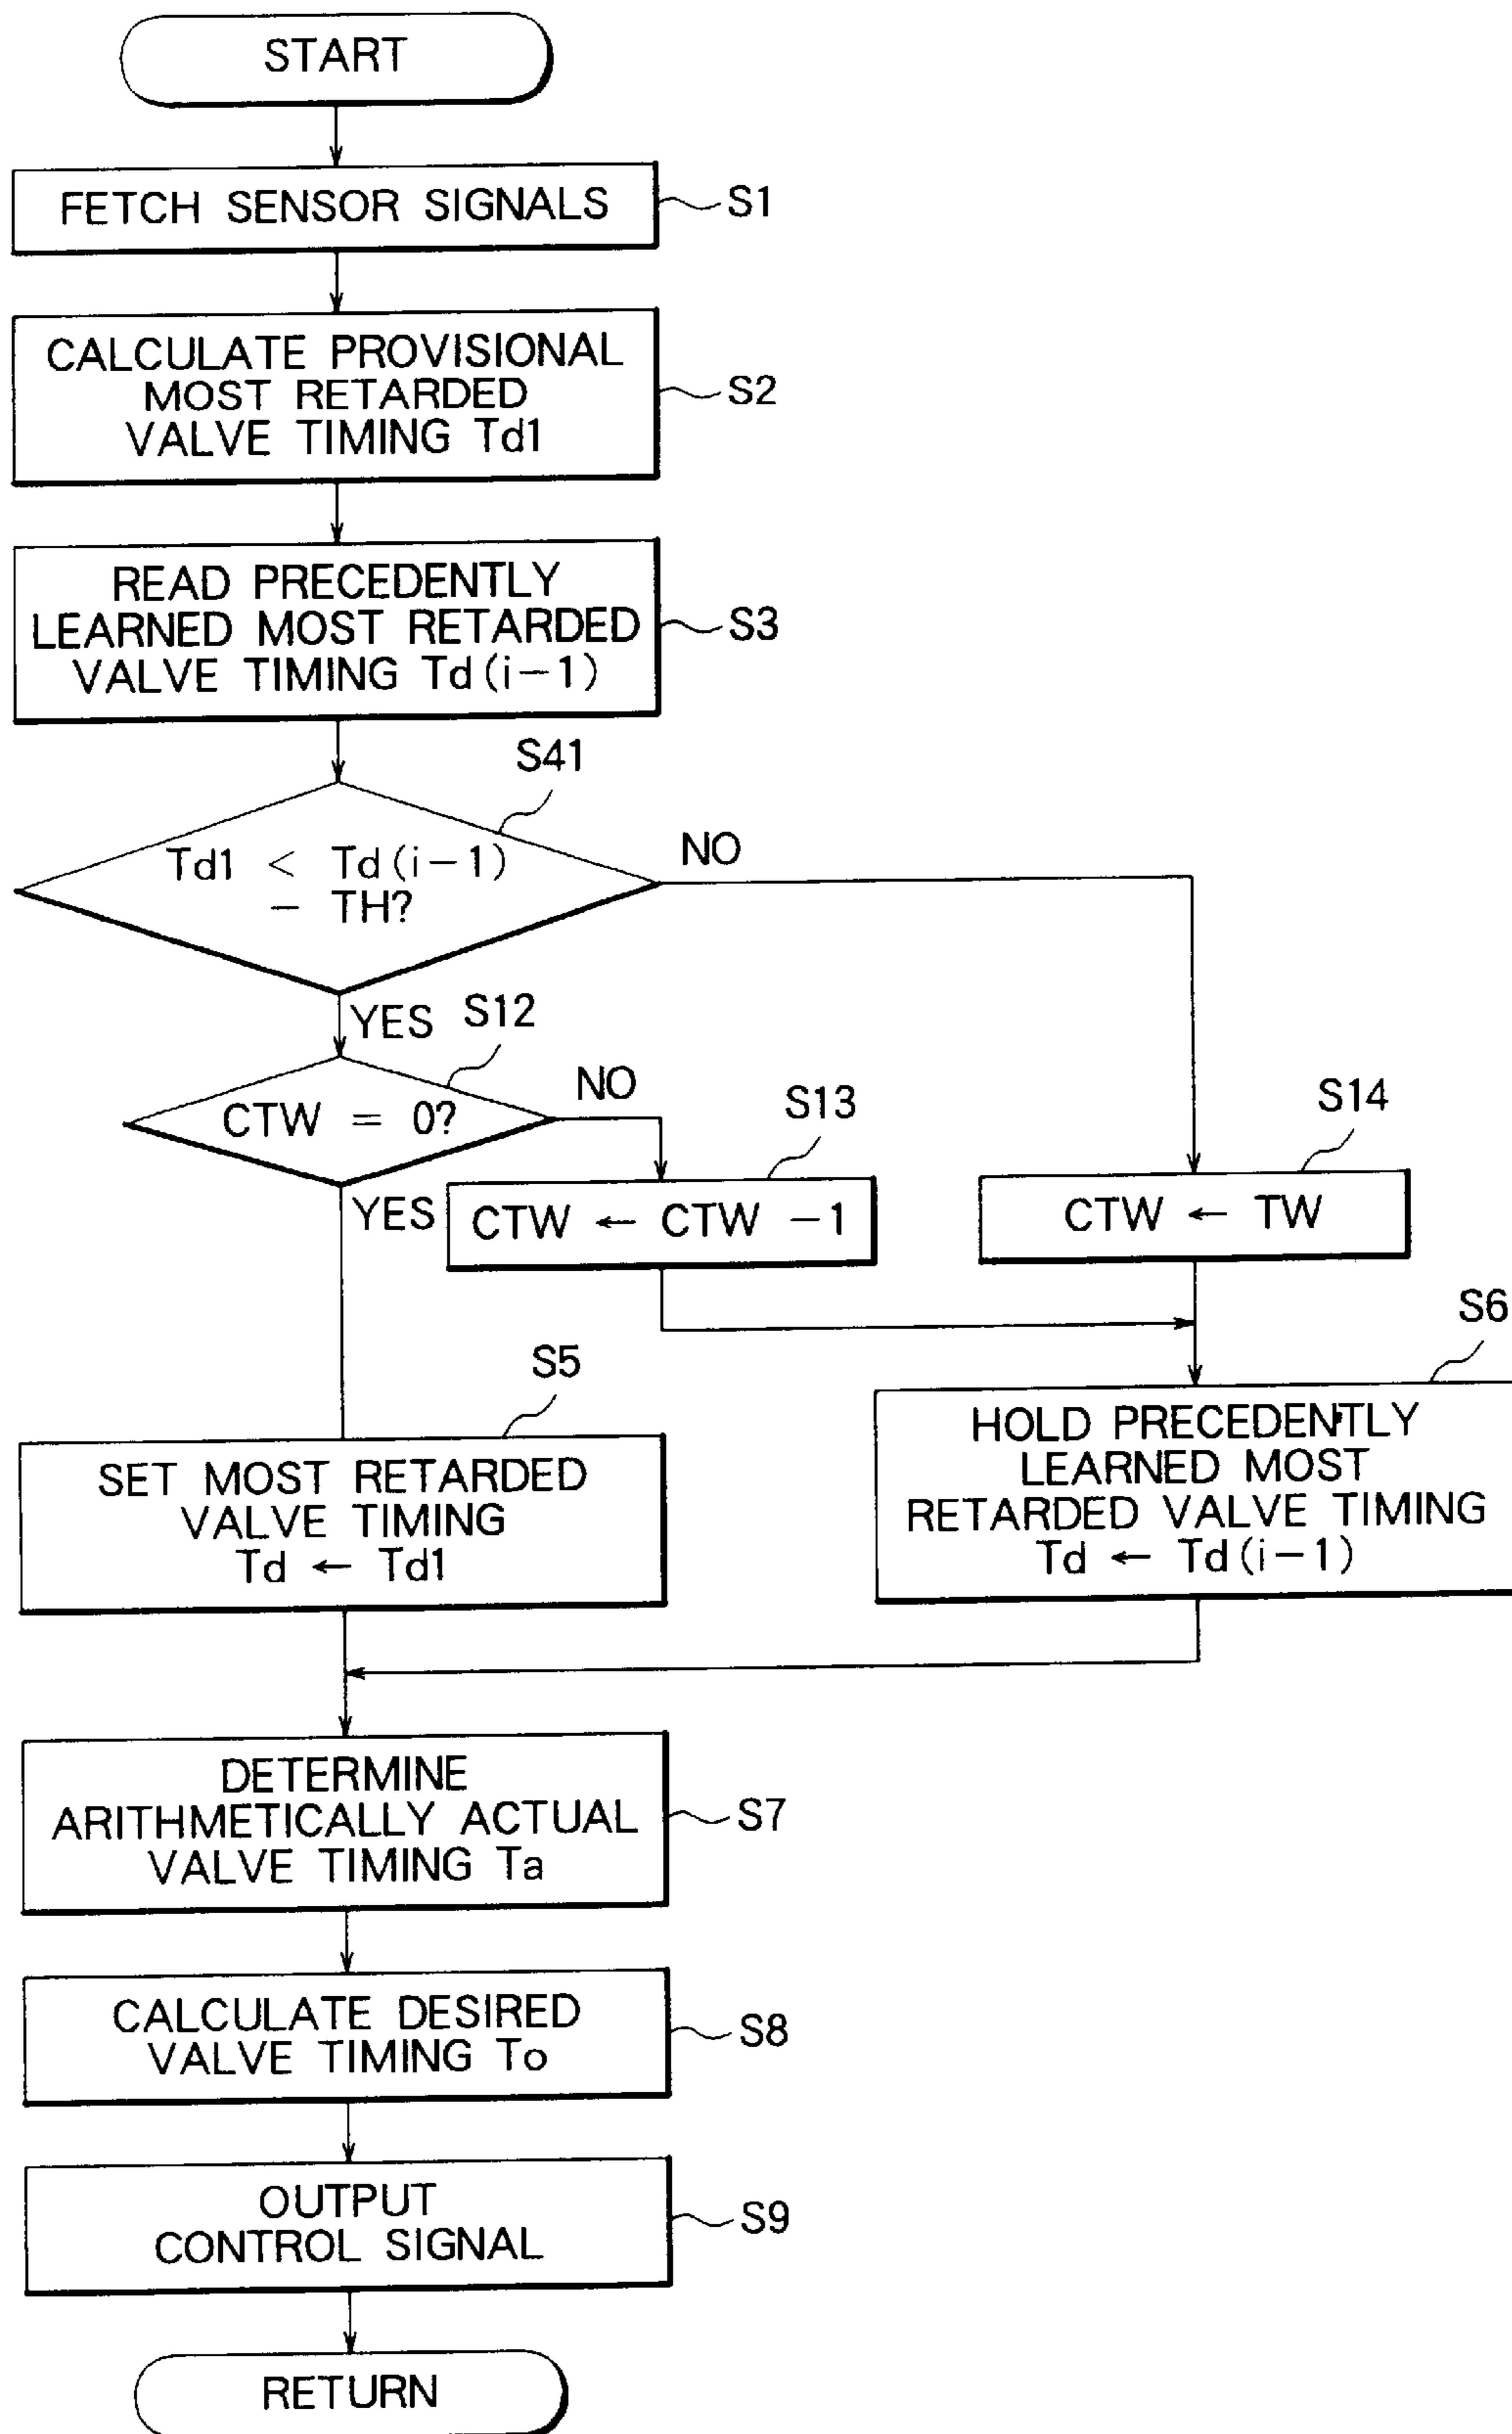 START
FETCH SENSOR SIGNALS
S1
CALCULATE PROVISIONAL
MOST RETARDED
VALVE TIMING Td1
S2
READ PRECEDENTLY
LEARNED MOST RETARDED
VALVE TIMING Td(i-1)
S3
S41
Td1 < Td(i-1)
- TH?
NO
YES
S12
CTW = 0?
NO
YES
S13
CTW ← CTW -1
S14
CTW ← TW
S5
SET MOST RETARDED
VALVE TIMING
Td ← Td1
S6
HOLD PRECEDENTLY
LEARNED MOST
RETARDED VALVE TIMING
Td ← Td(i-1)
DETERMINE
ARITHMETICALLY ACTUAL
VALVE TIMING Ta
S7
CALCULATE DESIRED
VALVE TIMING To
S8
OUTPUT
CONTROL SIGNAL
S9
RETURN